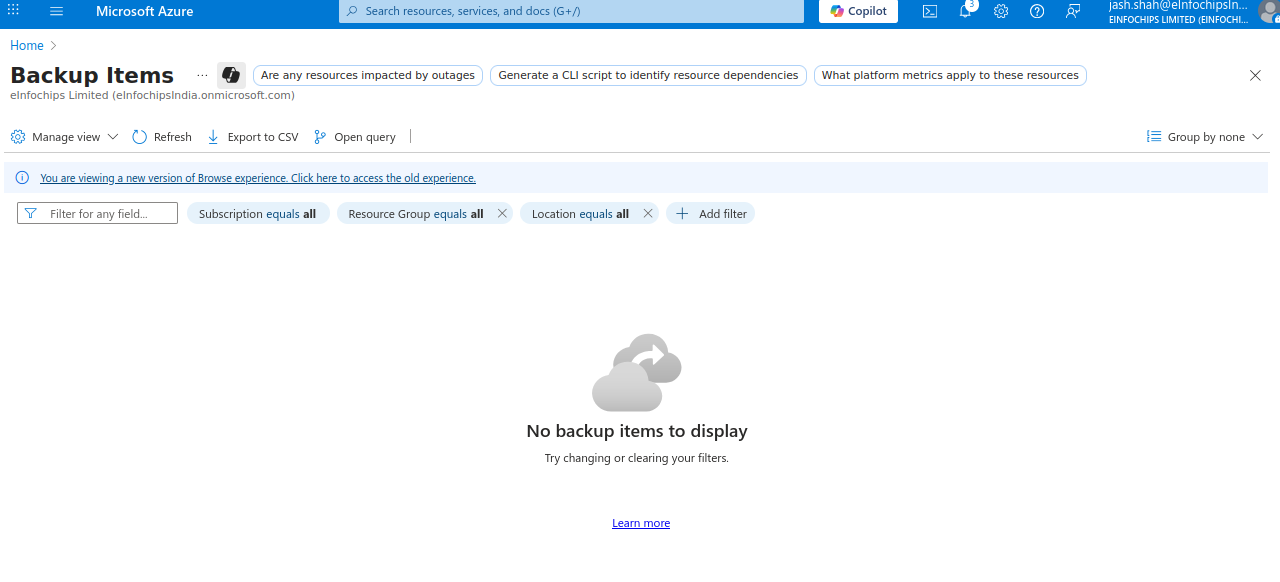 Microsoft Azure
Search resources, services, and docs (G+/)
Copilot
3
jash.shah@eInfochipsIn...
EINFOCHIPS LIMITED (EINFOCHI...
Home
Backup Items
...
Are any resources impacted by outages
Generate a CLI script to identify resource dependencies
What platform metrics apply to these resources
eInfochips Limited (eInfochipsIndia.onmicrosoft.com)
Manage view
Refresh
Export to CSV
Open query
Group by none
You are viewing a new version of Browse experience. Click here to access the old experience.
Filter for any field...
Subscription equals all
Resource Group equals all
Location equals all
Add filter
No backup items to display
Try changing or clearing your filters.
Learn more